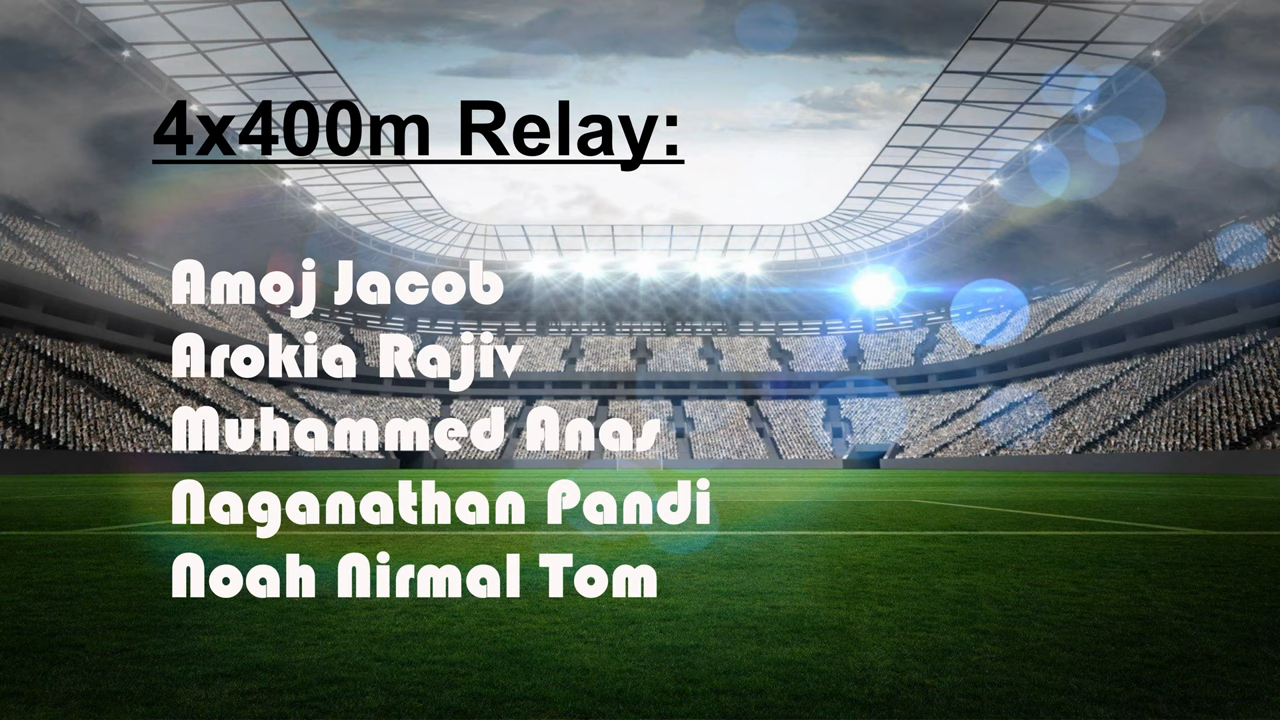 4x400m Relay:
Amoj Jacob
Arokia Rajiv
Muhammed Anas
Naganathan Pandi
Noah Nirmal Tom